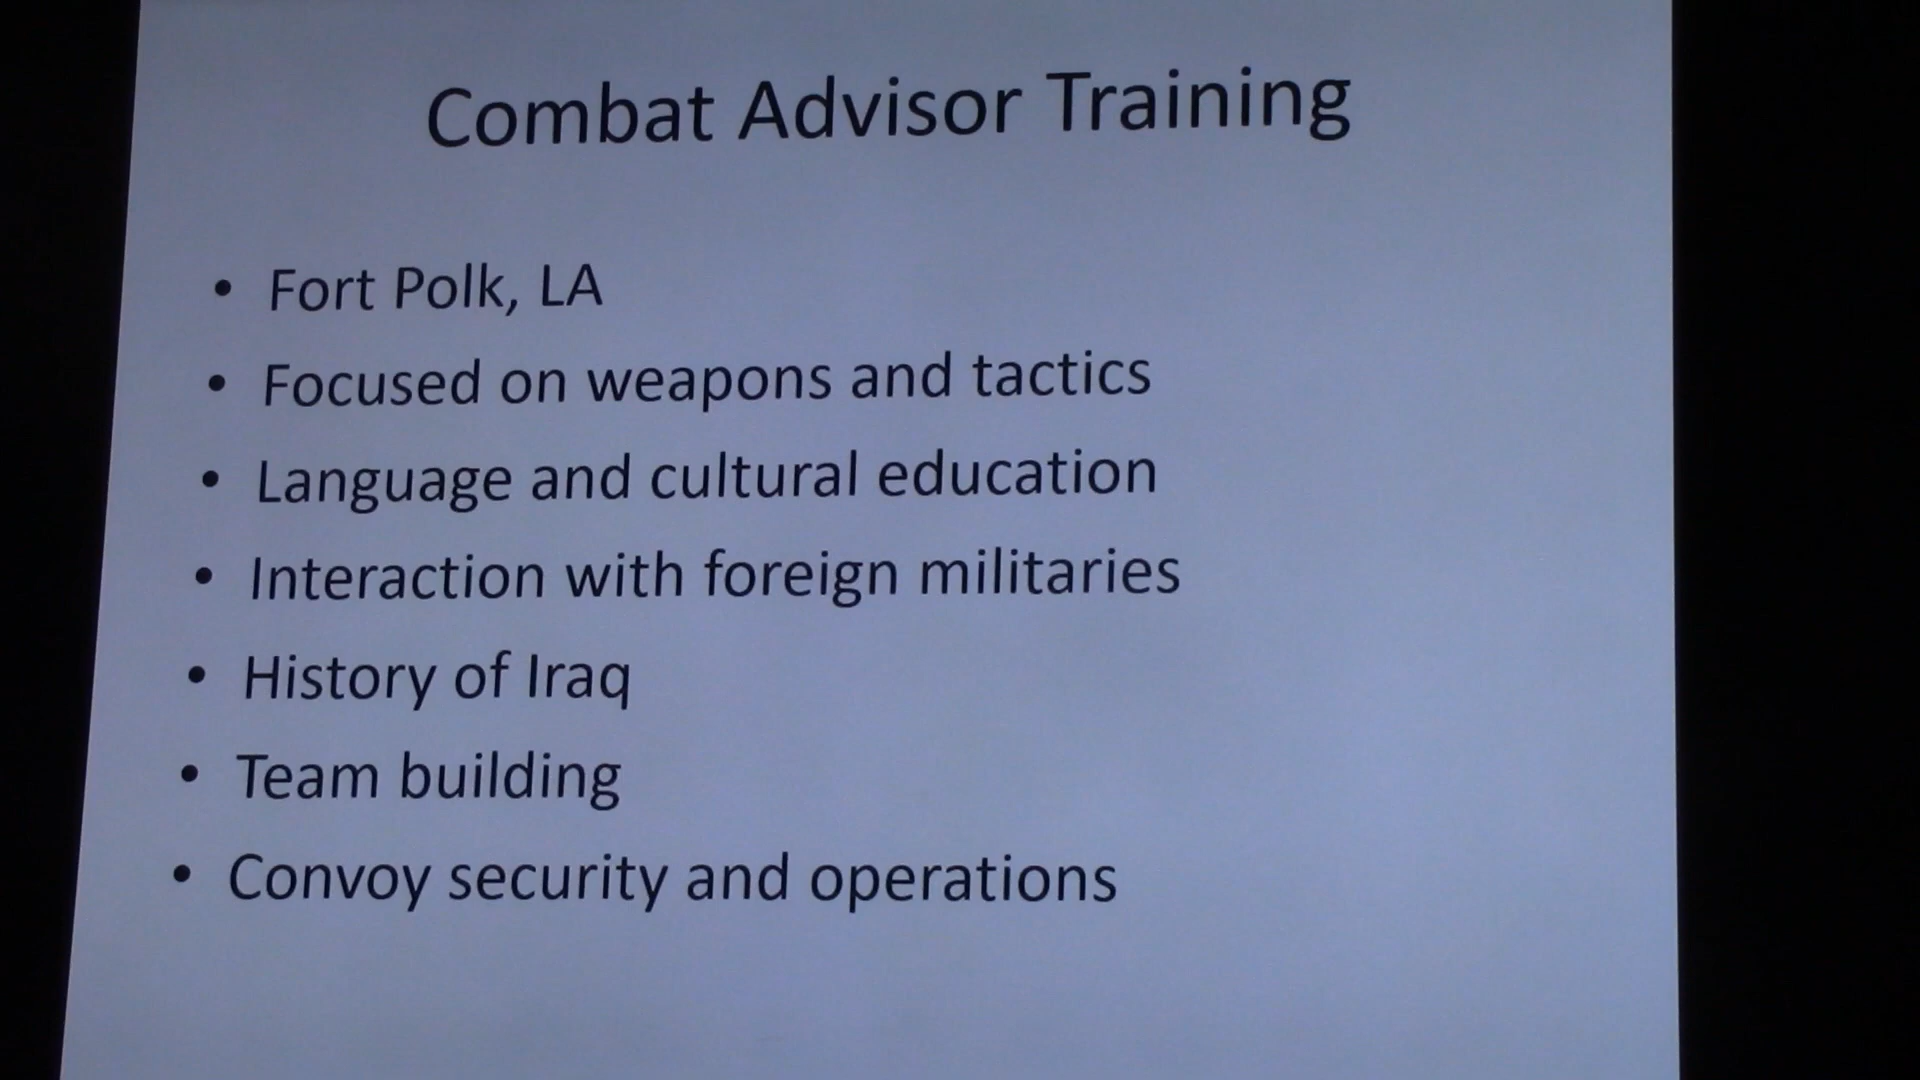 Combat Advisor Training
• Fort Polk, LA
• Focused on weapons and tactics
• Language and cultural education
• Interaction with foreign militaries
• History of Iraq
• Team building
• Convoy security and operations